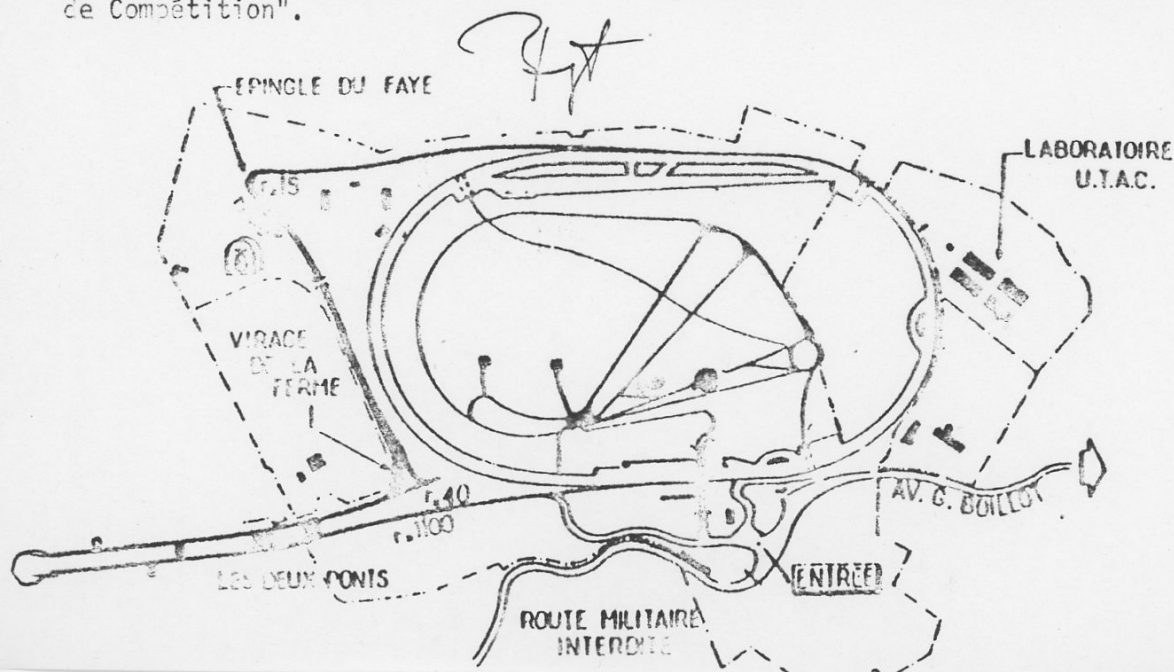 de Compétition".
EPINGLE DU FAYE
LABORATOIRE
U.T.A.C.
r.15
VIRAGE
DE LA
FERME
r.40
r.1100
AV. G. BOILLOT
LES DEUX PONTS
ENTREE
ROUTE MILITAIRE
INTERDITE